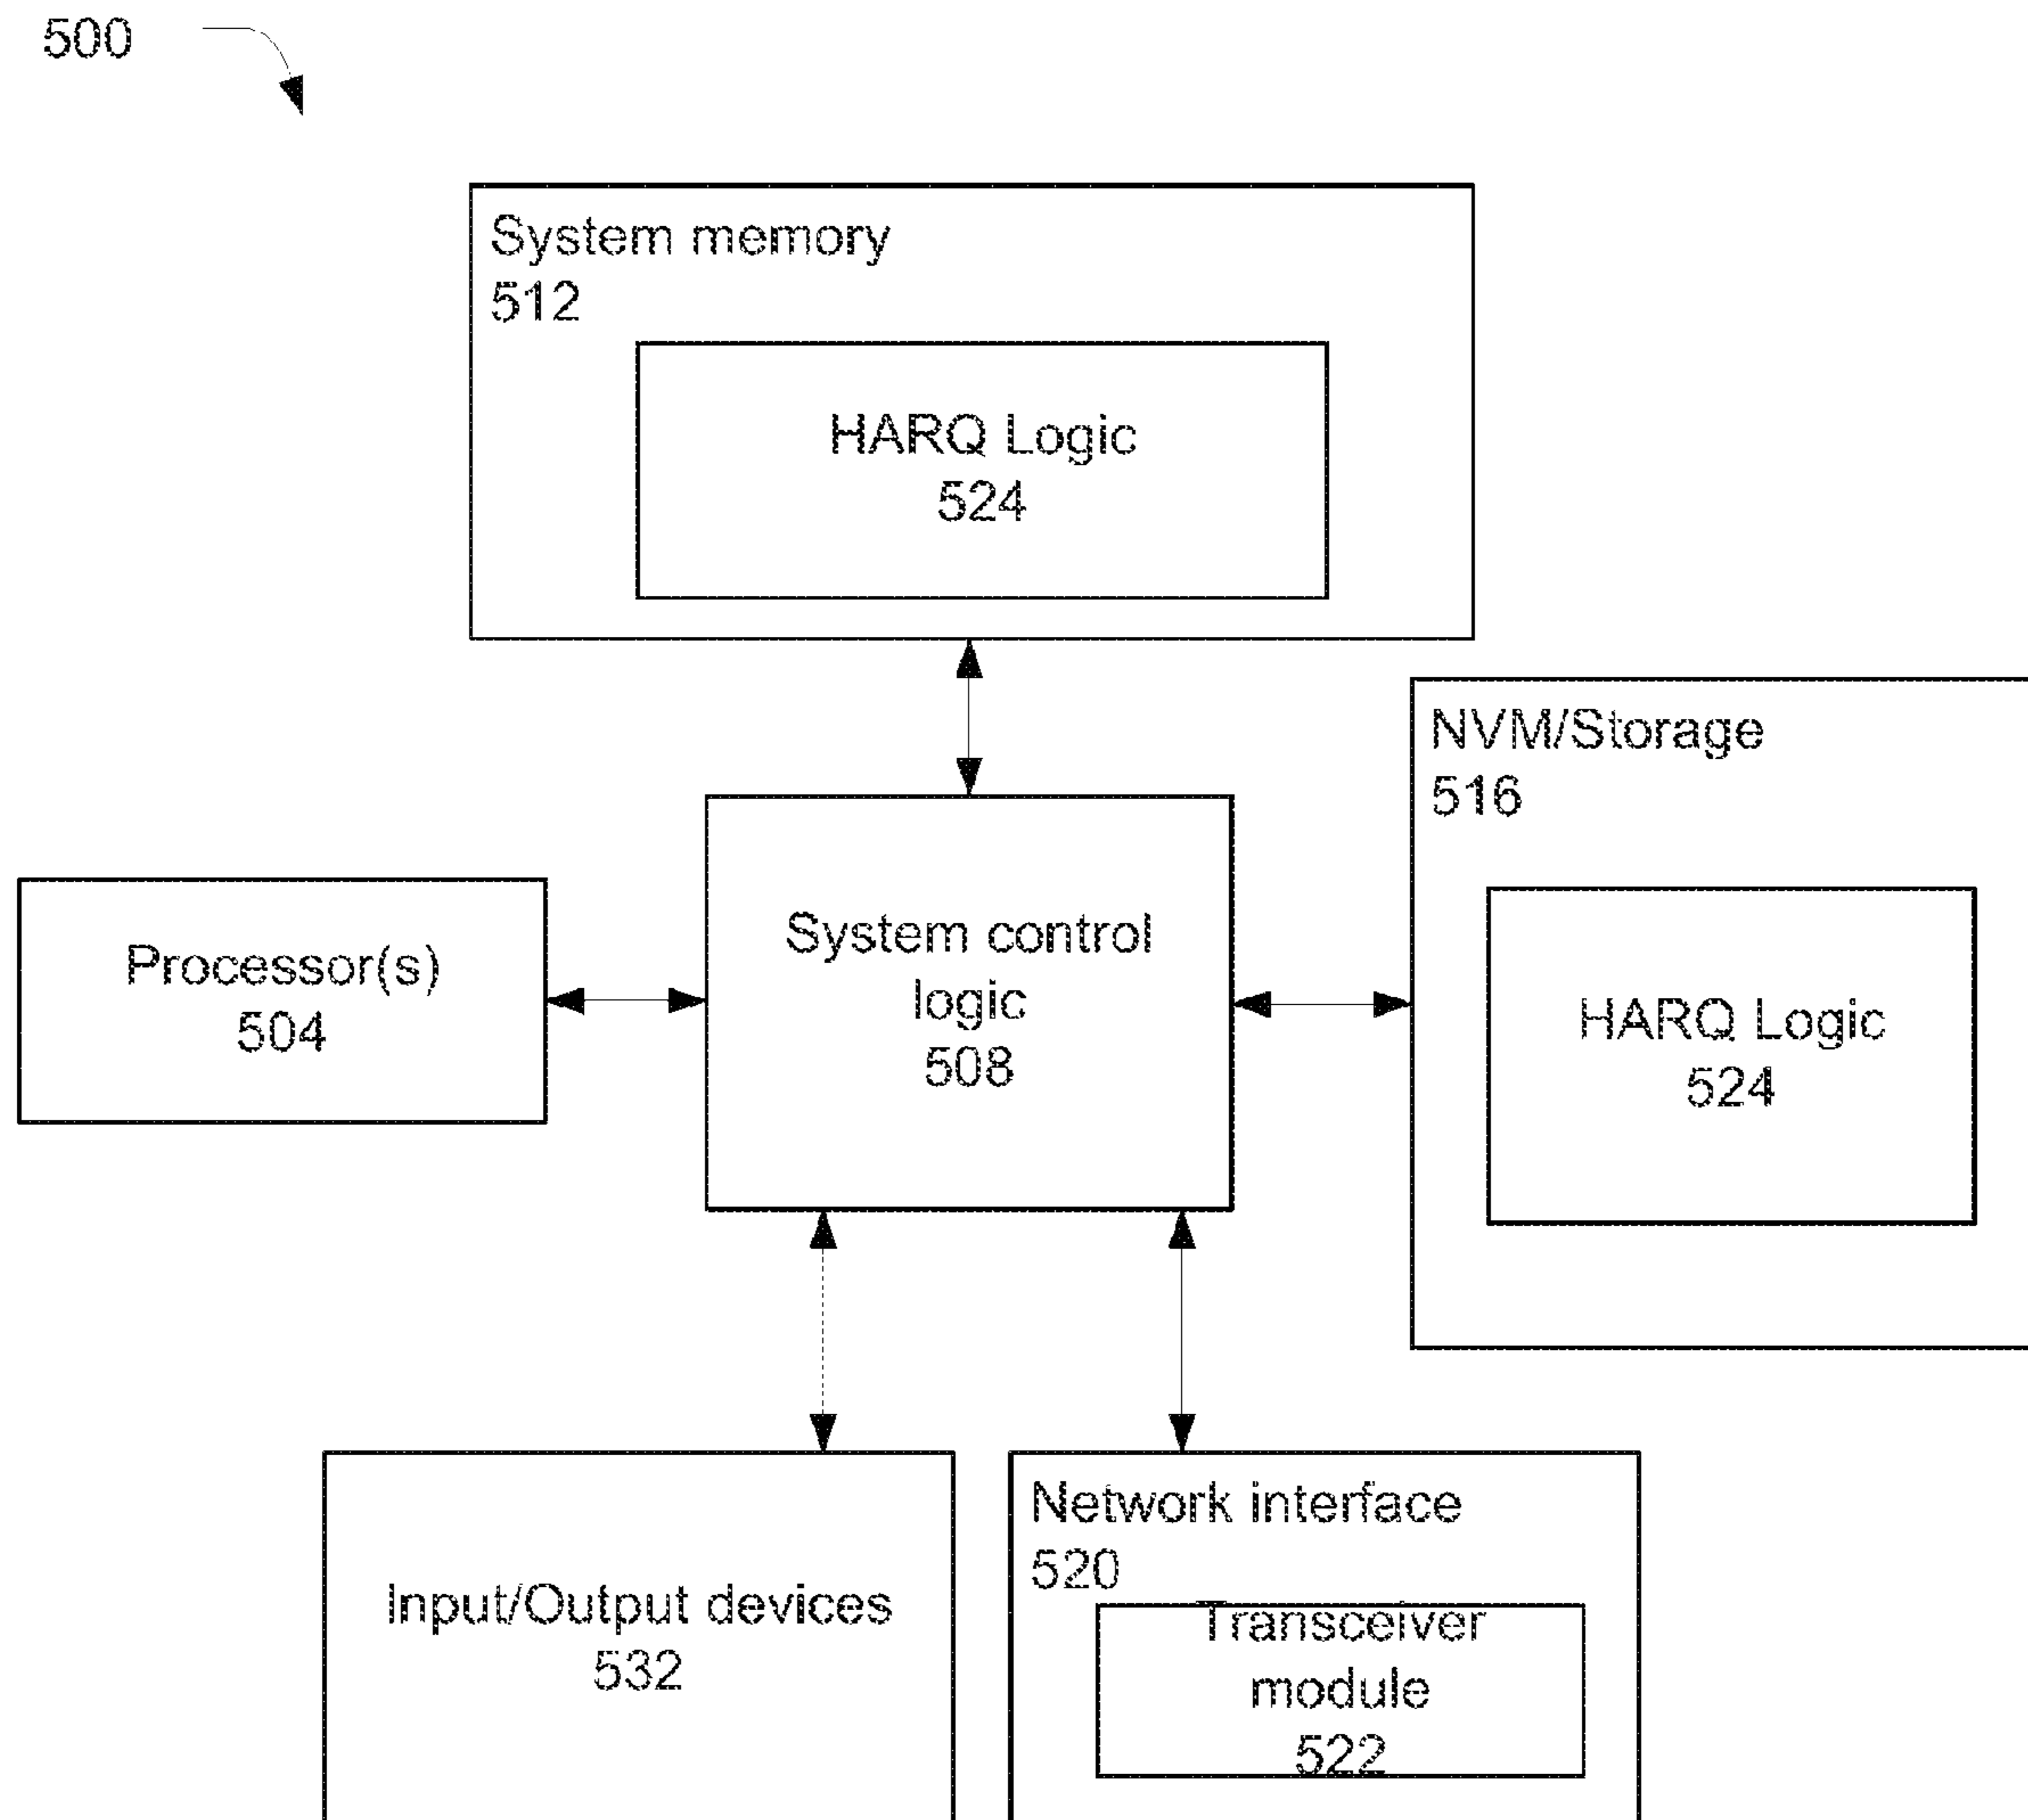 500
System memory
512
HARQ Logic
524
NVM/Storage
516
HARQ Logic
524
Processor(s)
504
System control
logic
508
Input/Output devices
532
Network interface
520
Transceiver
module
522